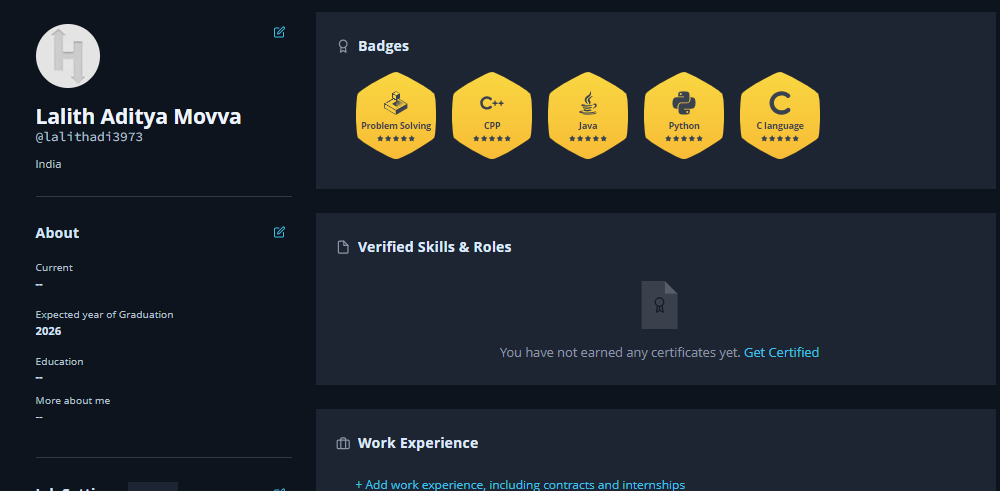 Lalith Aditya Movva
@lalithadi3973
India
About
Current
--
Expected year of Graduation
2026
Education
--
More about me
--
Badges
Problem Solving
C++
CPP
Java
Python
C
C language
Verified Skills & Roles
You have not earned any certificates yet. Get Certified
Work Experience
+ Add work experience, including contracts and internships